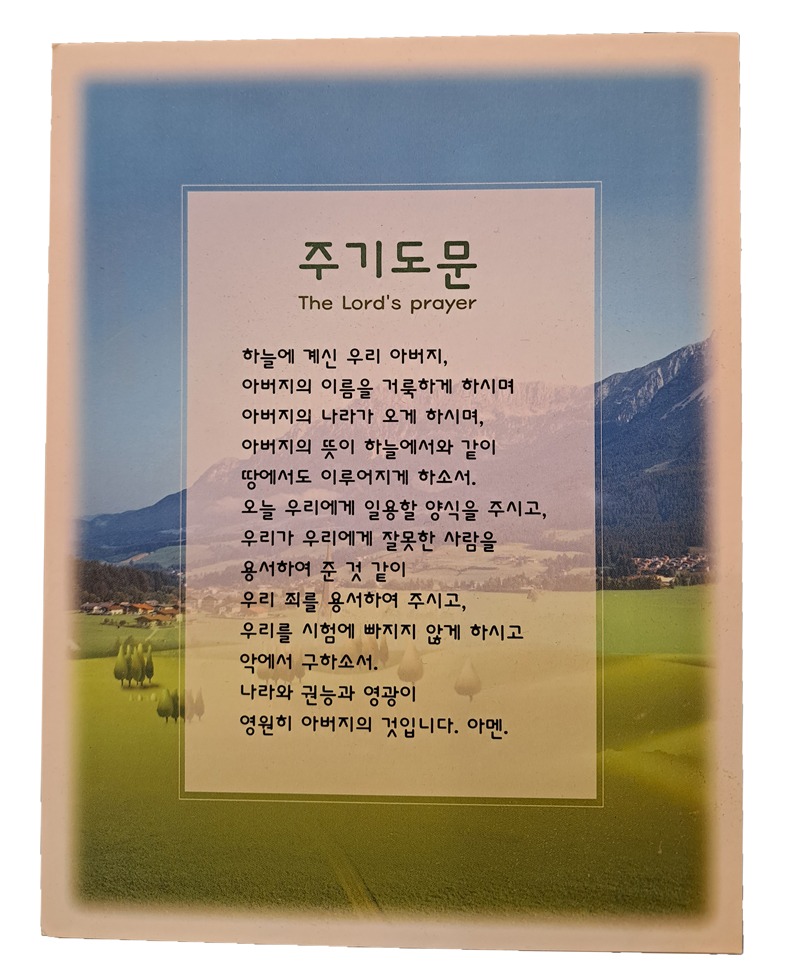 주기도문
The Lord's prayer
하늘에 계신 우리 아버지,
아버지의 이름을 거룩하게 하시며
아버지의 나라가 오게 하시며,
아버지의 뜻이 하늘에서와 같이
땅에서도 이루어지게 하소서.
오늘 우리에게 일용할 양식을 주시고,
우리가 우리에게 잘못한 사람을
용서하여 준 것 같이
우리 죄를 용서하여 주시고,
우리를 시험에 빠지지 않게 하시고
악에서 구하소서.
나라와 권능과 영광이
영원히 아버지의 것입니다. 아멘.